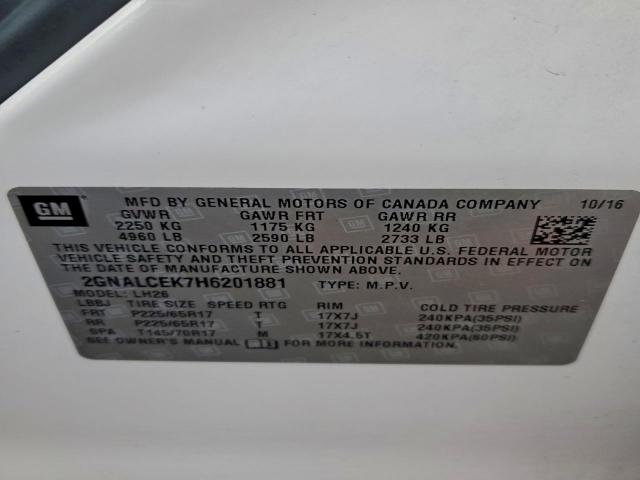 GM
MFD BY GENERAL MOTORS OF CANADA COMPANY 10/16
GVWR GAWR FRT GAWR RR
2250 KG 1175 KG 1240 KG
4960 LB 2590 LB 2733 LB
THIS VEHICLE CONFORMS TO ALL APPLICABLE U.S. FEDERAL MOTOR
VEHICLE SAFETY AND THEFT PREVENTION STANDARDS IN EFFECT ON
THE DATE OF MANUFACTURE SHOWN ABOVE.
2GNALCEK7H6201881 TYPE: M.P.V.
MODEL: LH26
LBBJ TIRE SIZE SPEED RTG RIM COLD TIRE PRESSURE
FRT P225/65R17 T 17X7J 240KPA(35PSI)
RR P225/65R17 T 17X7J 240KPA(35PSI)
SPA T145/70R17 M 17X4.5T 420KPA(60PSI)
SEE OWNER'S MANUAL FOR MORE INFORMATION.